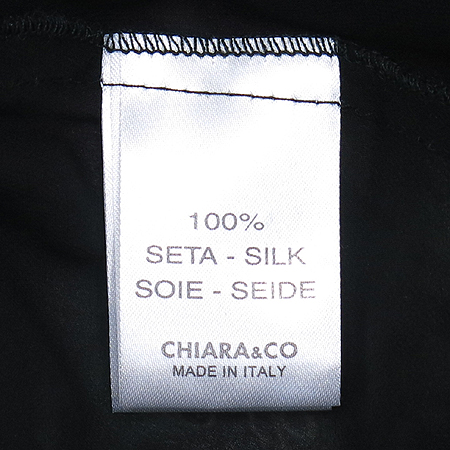 100%
SETA - SILK
SOIE - SEIDE
CHIARA&CO
MADE IN ITALY